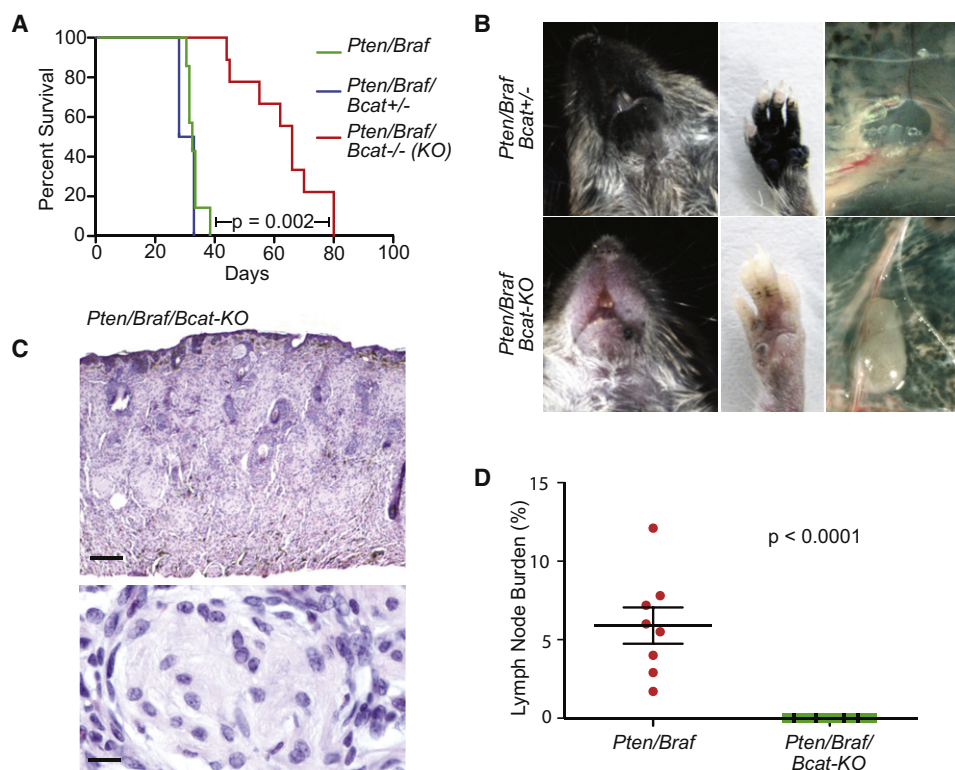 A
Percent Survival
100
80
60
40
20
0
0 20 40 60 80 100
Days
Pten/Braf
Pten/Braf/
Bcat+/-
Pten/Braf/
Bcat-/- (KO)
p = 0.002
B
Pten/Braf
Bcat+/-
Pten/Braf
Bcat-KO
Pten/Braf/Bcat-KO
C
D
Lymph Node Burden (%)
15
10
5
0
p < 0.0001
Pten/Braf
Pten/Braf/
Bcat-KO